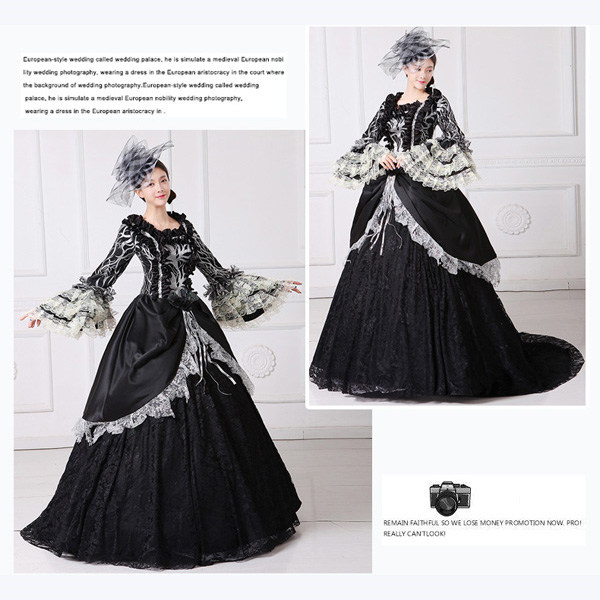 European-style wedding called wedding palace, he is simulate a medieval European nobi
lity wedding photography, wearing a dress in the European aristocracy in the court where
the background of wedding photography.European-style wedding called wedding
palace, he is simulate a medieval European nobility wedding photography,
wearing a dress in the European aristocracy in .
REMAIN FAITHFUL SO WE LOSE MONEY PROMOTION NOW. PRO!
REALLY CAN'TLOOK!